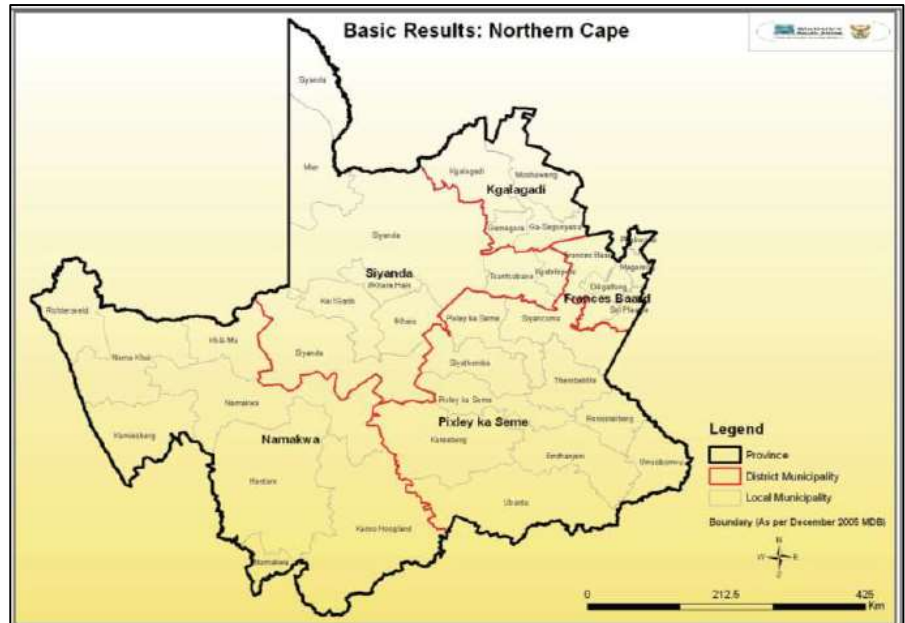 Basic Results: Northern Cape
Siyanda
Mier
Kgalagadi
Moshaweng
Kgalagadi
Gamagara
Ga-Segonyana
Siyanda
Frances Baard
Magareng
Siyanda
//Khara Hais
Tsantsabane
Kgatelopele
Dikgatlong
Frances Baard
Sol Plaatje
Kai !Garib
!Kheis
Pixley ka Seme
Siyancuma
Richtersveld
Nama Khoi
Khâi-Ma
Siyanda
Siyathemba
Thembelihle
Namakwa
Pixley ka Seme
Renosterberg
Kamiesberg
Namakwa
Pixley ka Seme
Kareeberg
Emthanjeni
Umsobomvu
Hantam
Ubuntu
Karoo Hoogland
Namakwa
Legend
Province
District Municipality
Local Municipality
Boundary (As per December 2005 MDB)
N
W E
S
0 212.5 425
Km